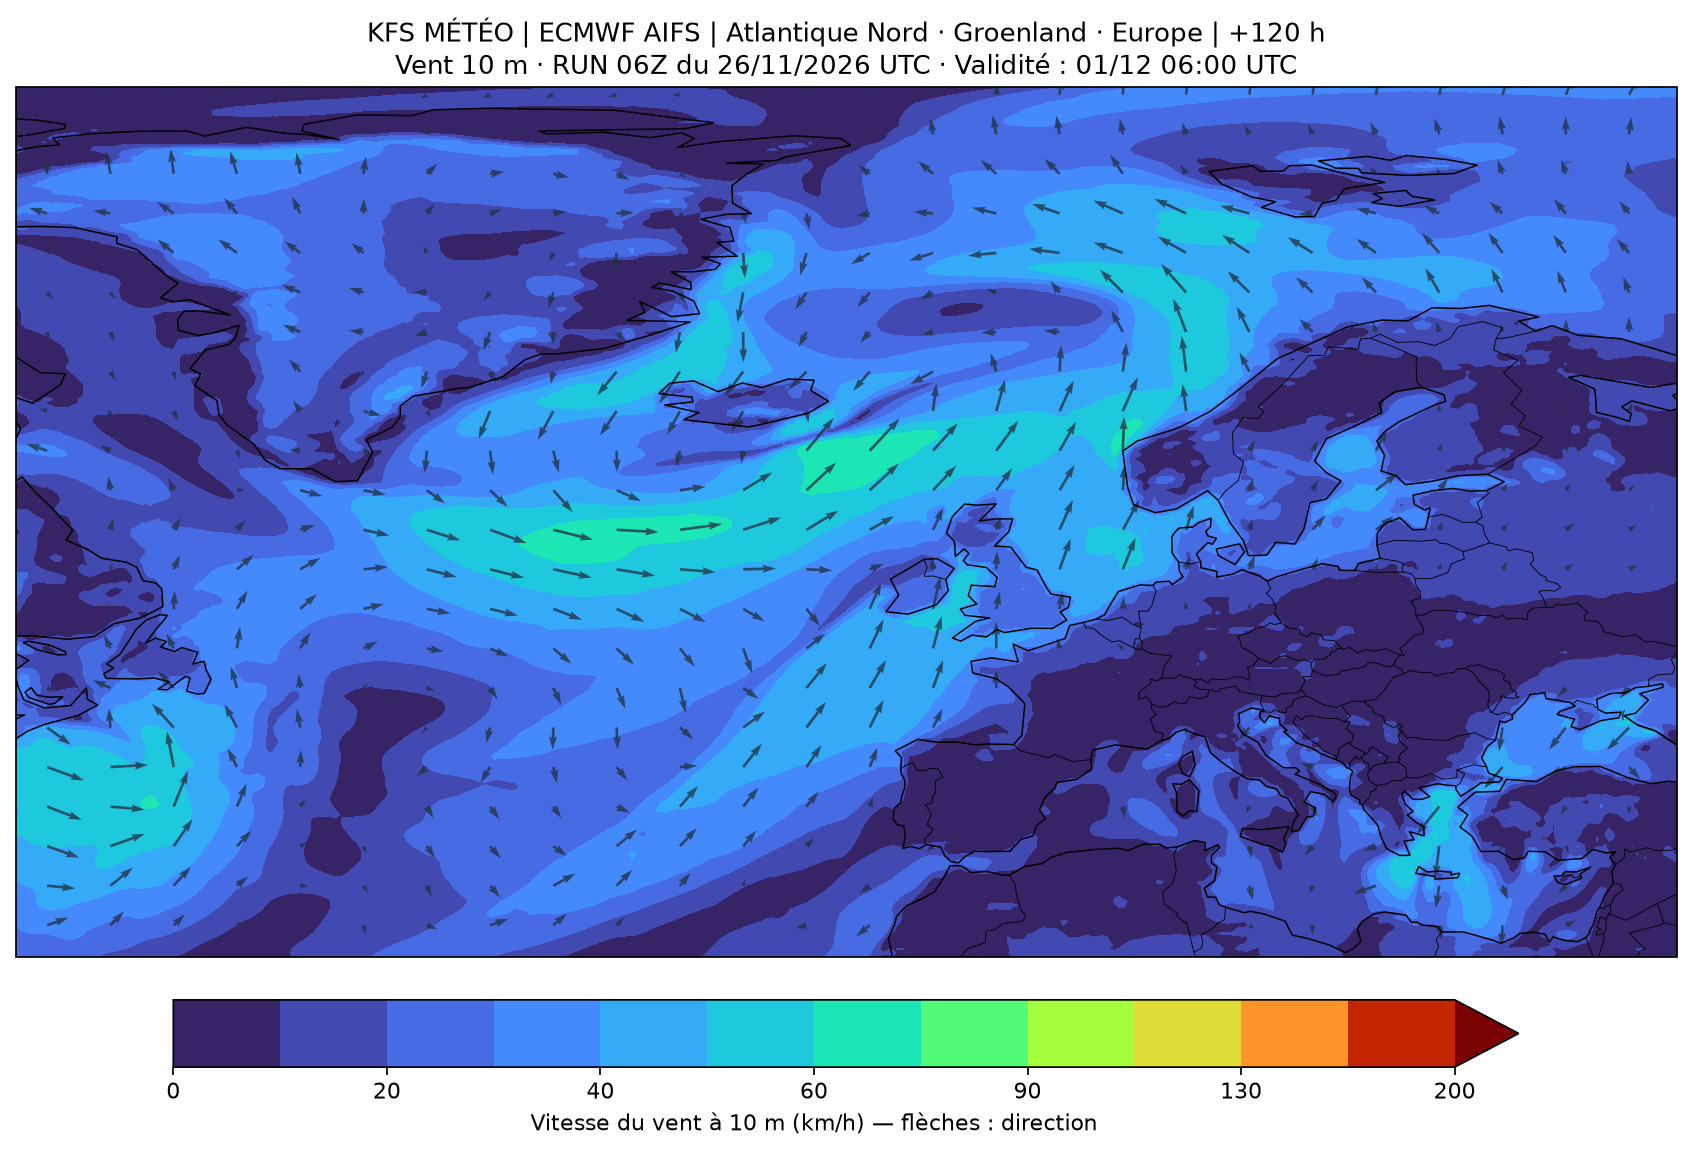 KFS MÉTÉO | ECMWF AIFS | Atlantique Nord · Groenland · Europe | +120 h
Vent 10 m · RUN 06Z du 26/11/2026 UTC · Validité : 01/12 06:00 UTC
0 20 40 60 90 130 200
Vitesse du vent à 10 m (km/h) — flèches : direction